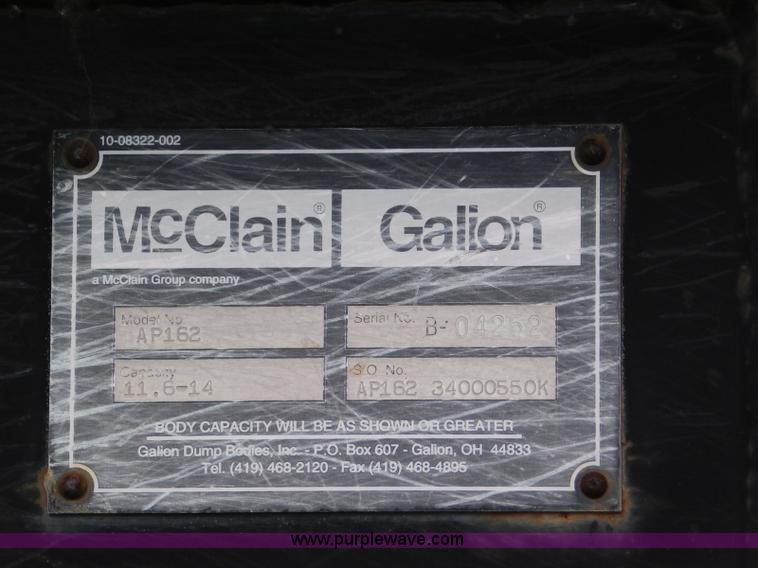 10-08322-002
McClain® Galion®
a McClain Group company
Model No. AP162
Serial No. B-04262
Capacity 11.6-14
S/O No. AP162 34000550K
BODY CAPACITY WILL BE AS SHOWN OR GREATER
Galion Dump Bodies, Inc. - P.O. Box 607 - Galion, OH 44833
Tel. (419) 468-2120 - Fax (419) 468-4895
www.purplewave.com